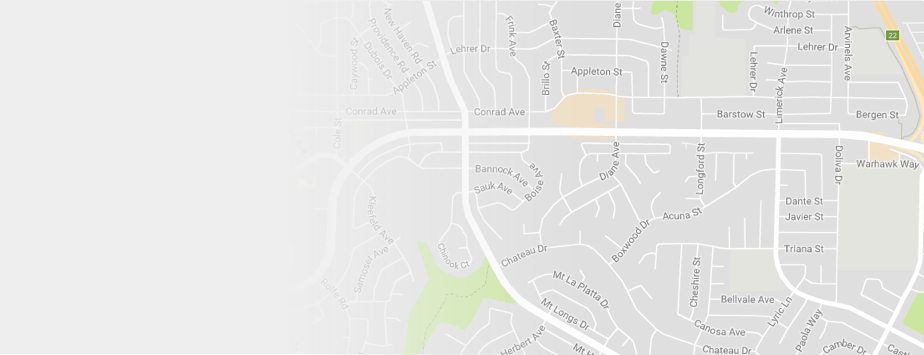 Winthrop St
Arlene St
Lehrer Dr
22
New Haven Rd
Providence Rd
Dubois Dr
Caywood St
Appleton St
Lehrer Dr
Frink Ave
Baxter St
Brillo St
Appleton St
Diane
Dawne St
Lehrer Dr
Limerick Ave
Arvinels Ave
Conrad Ave
Conrad Ave
Barstow St
Bergen St
Cole St
Warhawk Way
Bannock Ave
Sauk Ave
Boise Ave
Diane Ave
Longford St
Doliva Dr
Dante St
Javier St
Acuna St
Boxwood Dr
Kleefeld Ave
Chinook Ct
Chateau Dr
Triana St
Samuset Ave
Mt La Platta Dr
Cheshire St
Bellvale Ave
Lyric Ln
Paola Way
Mt Longs Dr
Canosa Ave
Herbert Ave
Chateau Dr
Camber Dr